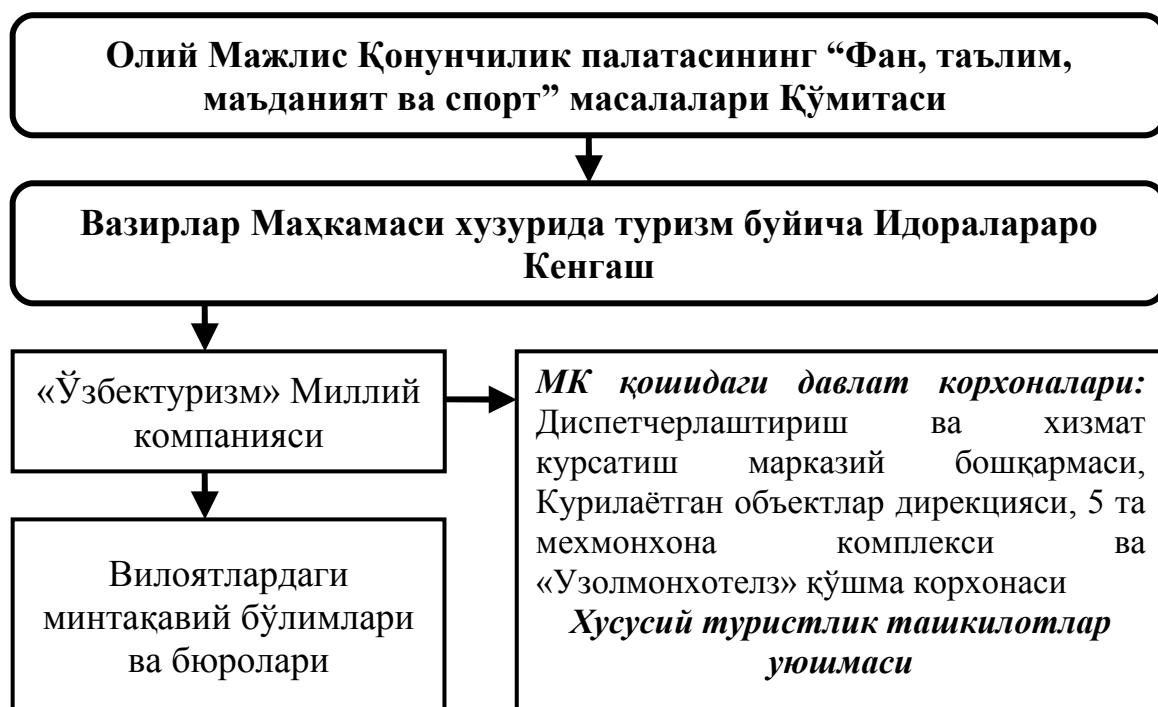 Олий Мажлис Қонунчилик палатасининг “Фан, таълим,
маъданият ва спорт” масалалари Қўмитаси
Вазирлар Маҳкамаси хузурида туризм буйича Идоралараро
Кенгаш
«Ўзбектуризм» Миллий
компанияси
МК қошидаги давлат корхоналари:
Диспетчерлаштириш ва хизмат
курсатиш марказий бошқармаси,
Курилаётган объектлар дирекцияси, 5 та
мехмонхона комплекси ва
«Узолмонхотелз» қўшма корхонаси
Хусусий туристлик ташкилотлар
уюшмаси
Вилоятлардаги
минтақавий бўлимлари
ва бюролари